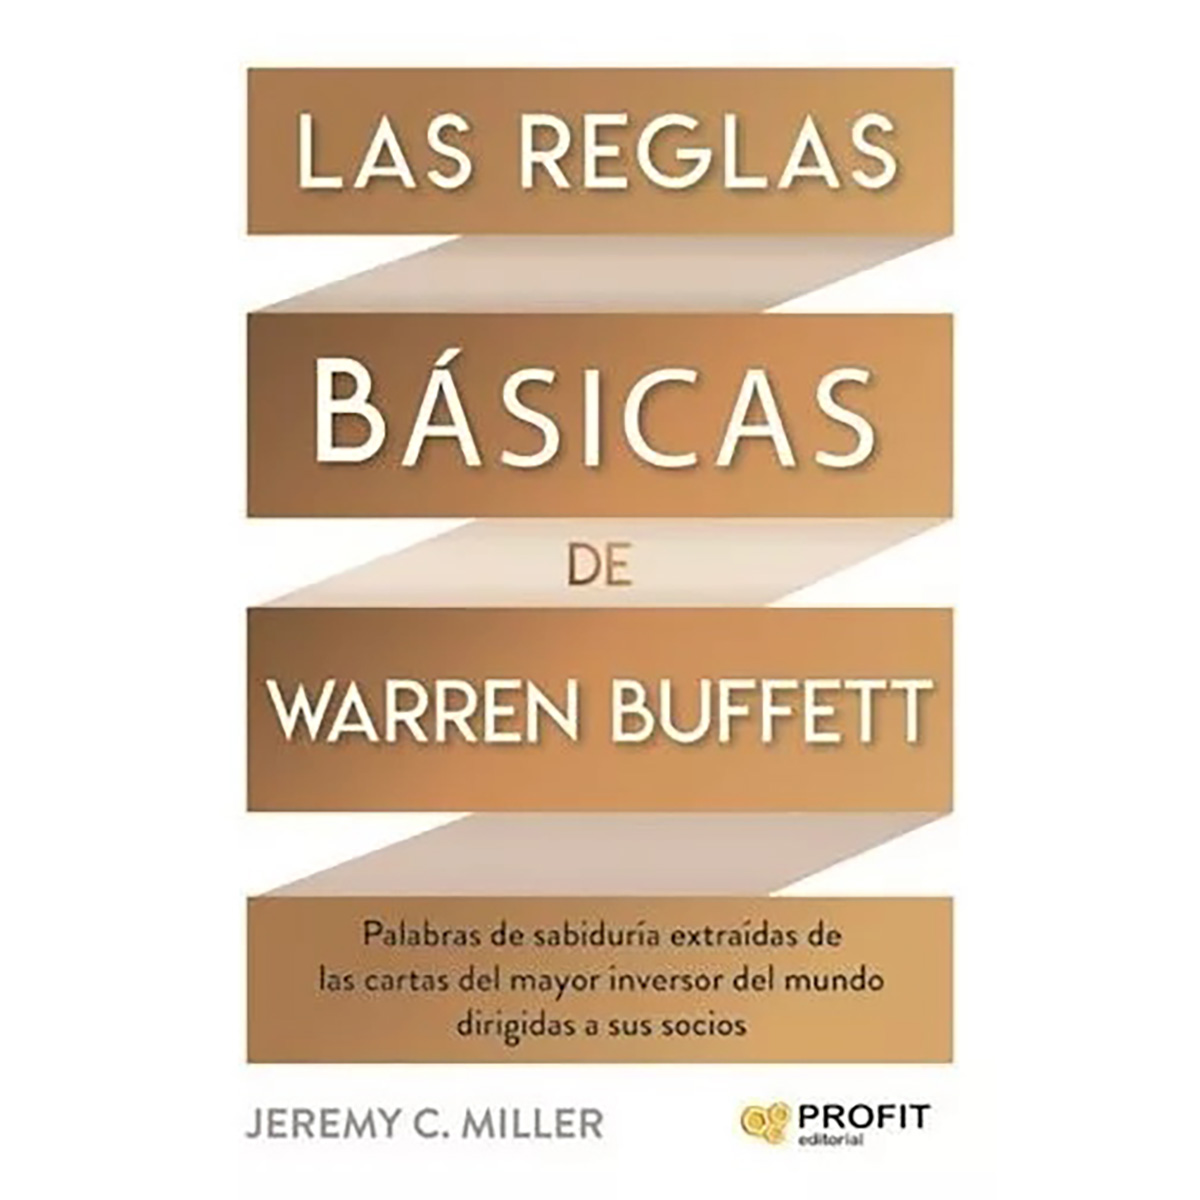 LAS REGLAS
BÁSICAS
DE
WARREN BUFFETT
Palabras de sabiduría extraídas de
las cartas del mayor inversor del mundo
dirigidas a sus socios
JEREMY C. MILLER
PROFIT
editorial